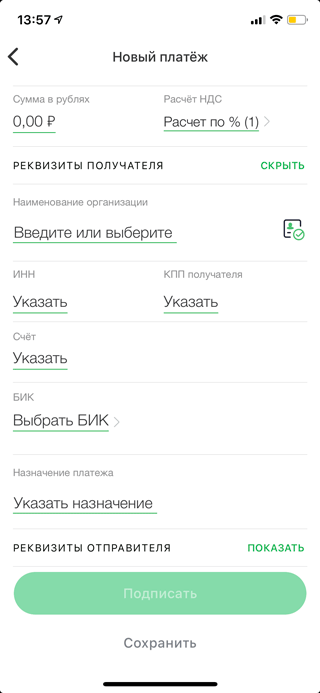 13:57
Новый платёж
Сумма в рублях
Расчёт НДС
0,00 ₽
Расчет по % (1)
РЕКВИЗИТЫ ПОЛУЧАТЕЛЯ
СКРЫТЬ
Наименование организации
Введите или выберите
ИНН
КПП получателя
Указать
Указать
Счёт
Указать
БИК
Выбрать БИК
Назначение платежа
Указать назначение
РЕКВИЗИТЫ ОТПРАВИТЕЛЯ
ПОКАЗАТЬ
Подписать
Сохранить